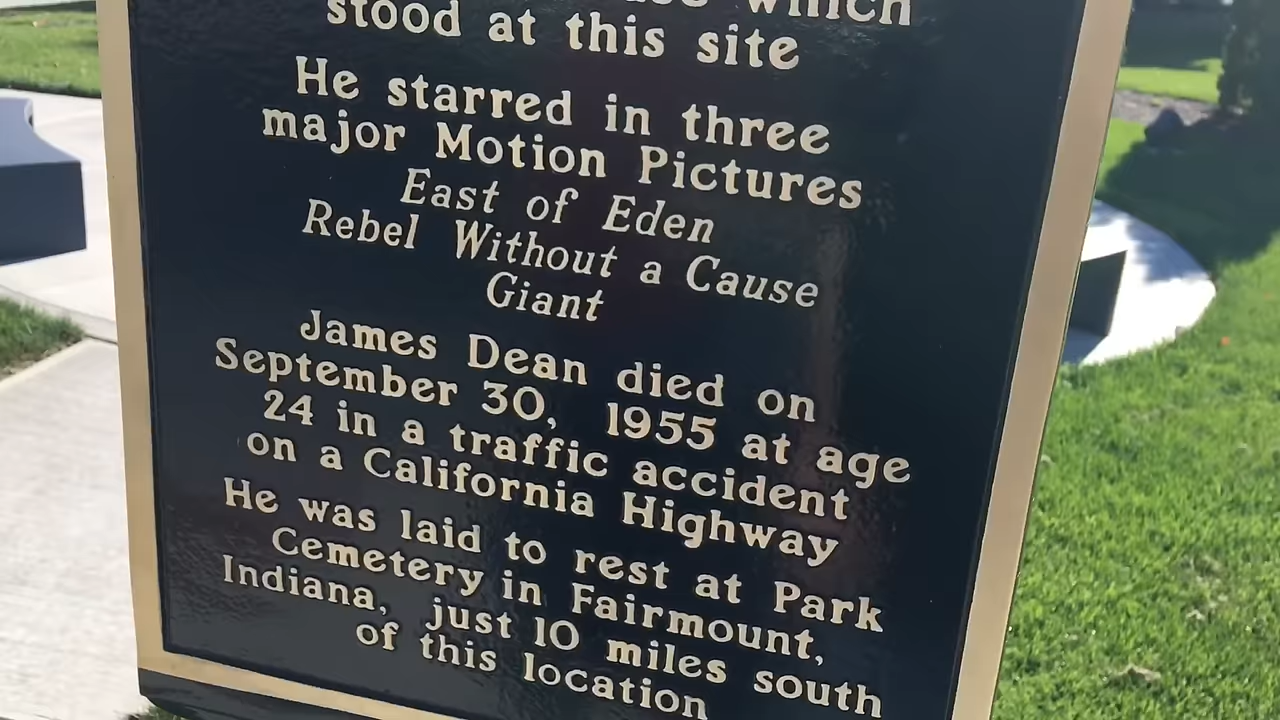 which
stood at this site
He starred in three
major Motion Pictures
East of Eden
Rebel Without a Cause
Giant
James Dean died on
September 30, 1955 at age
24 in a traffic accident
on a California Highway
He was laid to rest at Park
Cemetery in Fairmount,
Indiana, just 10 miles south
of this location